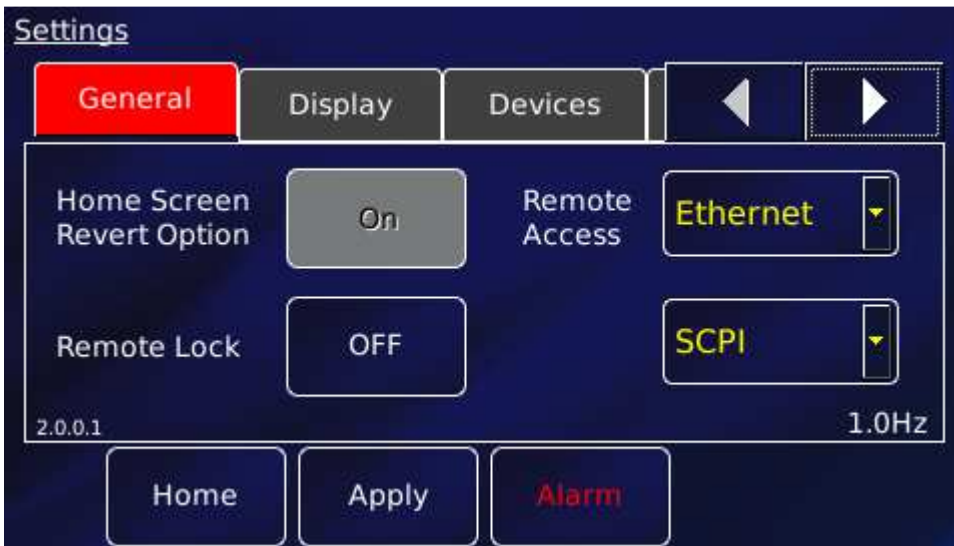 Settings
General
Display
Devices
Home Screen
Revert Option
On
Remote
Access
Ethernet
Remote Lock
OFF
SCPI
2.0.0.1
1.0Hz
Home
Apply
Alarm